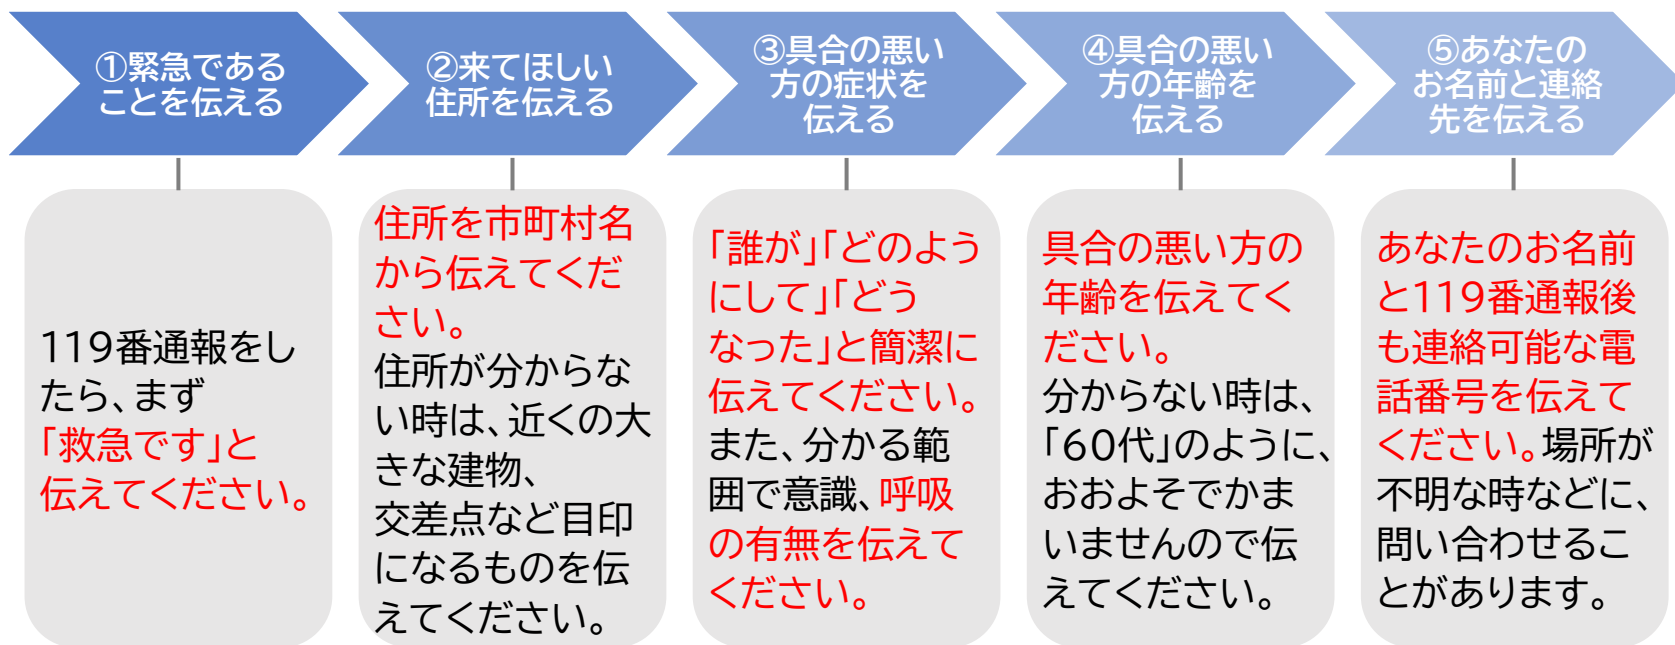 ①緊急である
ことを伝える
②来てほしい
住所を伝える
③具合の悪い
方の症状を
伝える
④具合の悪い
方の年齢を
伝える
⑤あなたの
お名前と連絡
先を伝える
119番通報をし
たら、まず
「救急です」と
伝えてください。
住所を市町村名
から伝えてくだ
さい。
住所が分からな
い時は、近くの大
きな建物、
交差点など目印
になるものを伝
えてください。
「誰が」「どのよう
にして」「どう
なった」と簡潔に
伝えてください。
また、分かる範
囲で意識、呼吸
の有無を伝えて
ください。
具合の悪い方の
年齢を伝えてく
ださい。
分からない時は、
「60代」のように、
おおよそでかま
いませんので伝
えてください。
あなたのお名前
と119番通報後
も連絡可能な電
話番号を伝えて
ください。場所が
不明な時などに、
問い合わせるこ
とがあります。